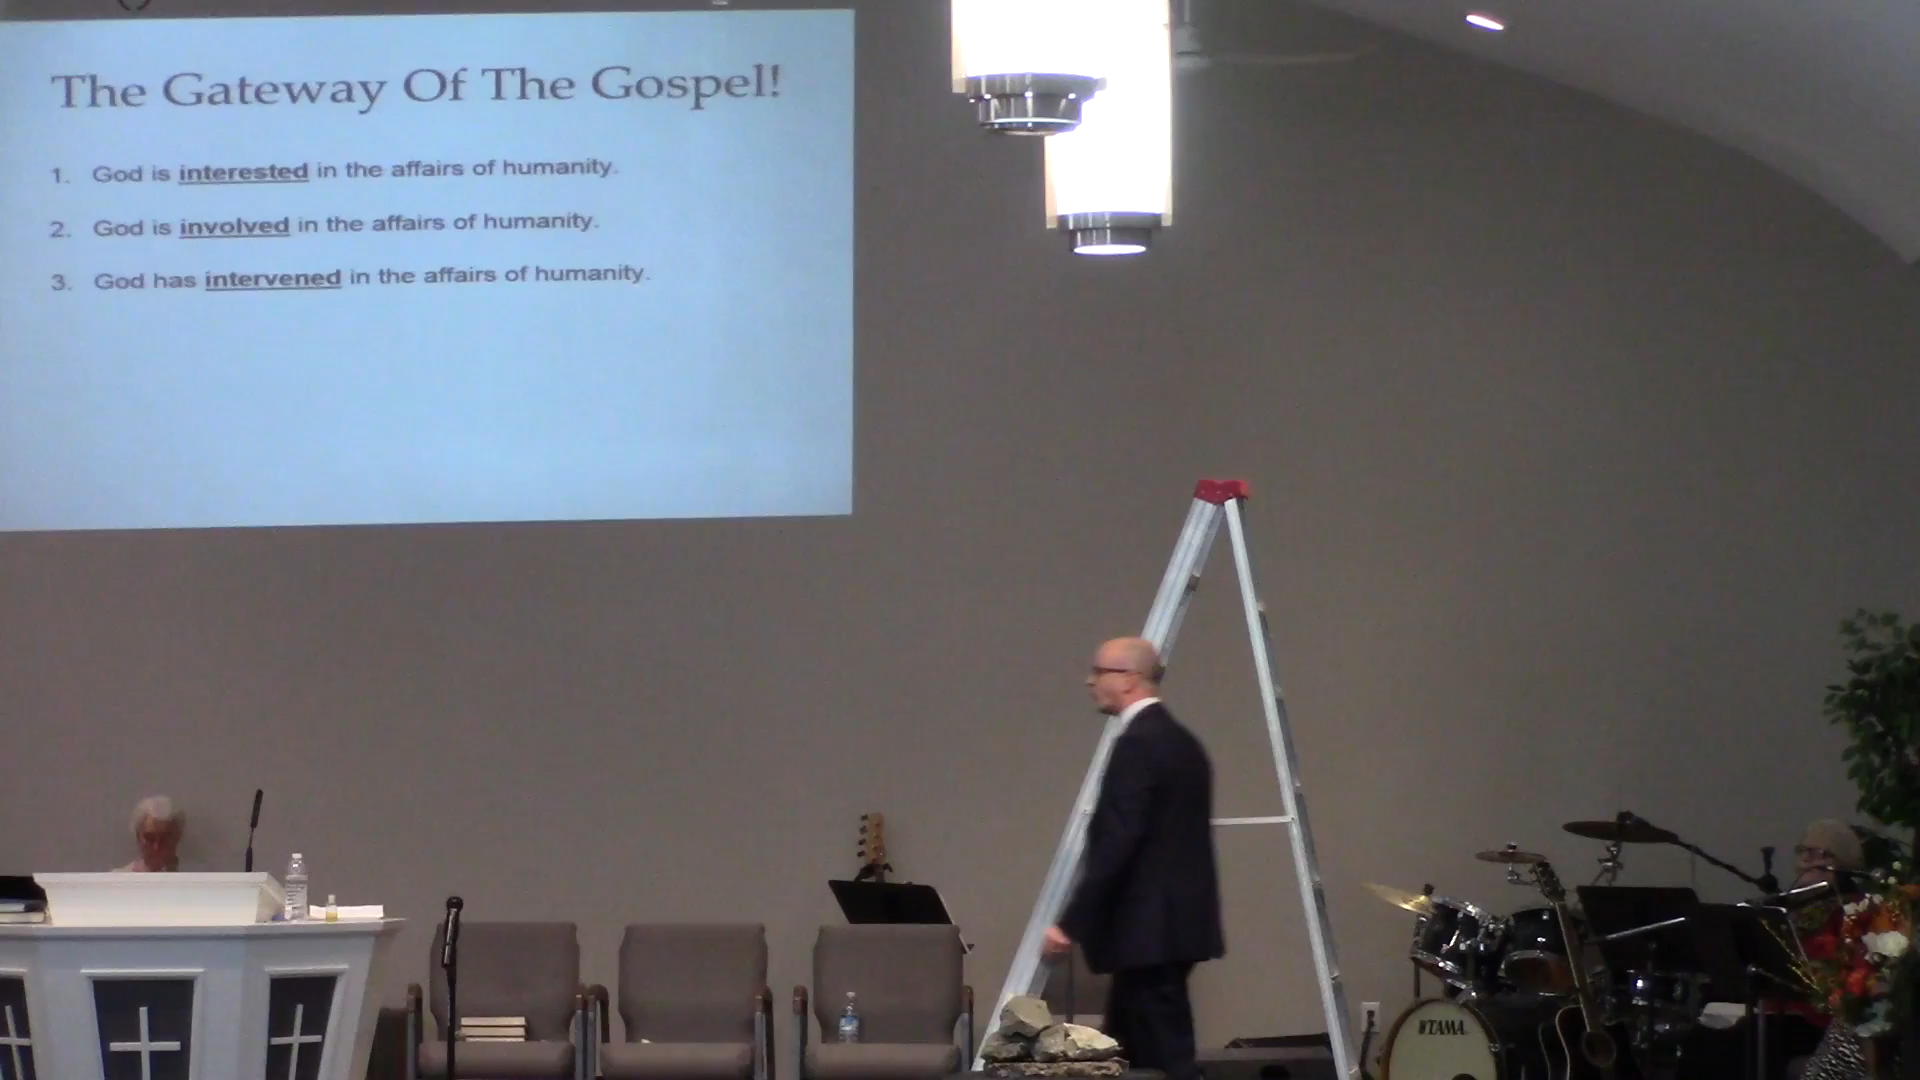 The Gateway Of The Gospel!
1. God is interested in the affairs of humanity.
2. God is involved in the affairs of humanity.
3. God has intervened in the affairs of humanity.
TAMA